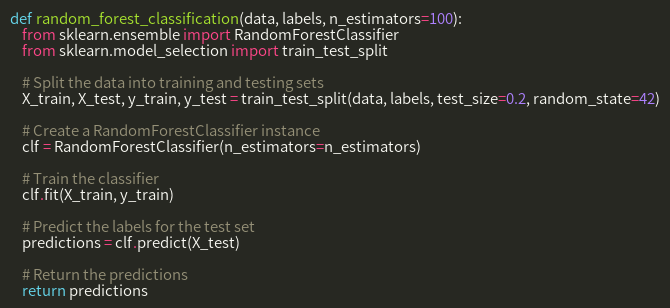 def random_forest_classification(data, labels, n_estimators=100):
from sklearn.ensemble import RandomForestClassifier
from sklearn.model_selection import train_test_split
# Split the data into training and testing sets
X_train, X_test, y_train, y_test = train_test_split(data, labels, test_size=0.2, random_state=42)
# Create a RandomForestClassifier instance
clf = RandomForestClassifier(n_estimators=n_estimators)
# Train the classifier
clf.fit(X_train, y_train)
# Predict the labels for the test set
predictions = clf.predict(X_test)
# Return the predictions
return predictions